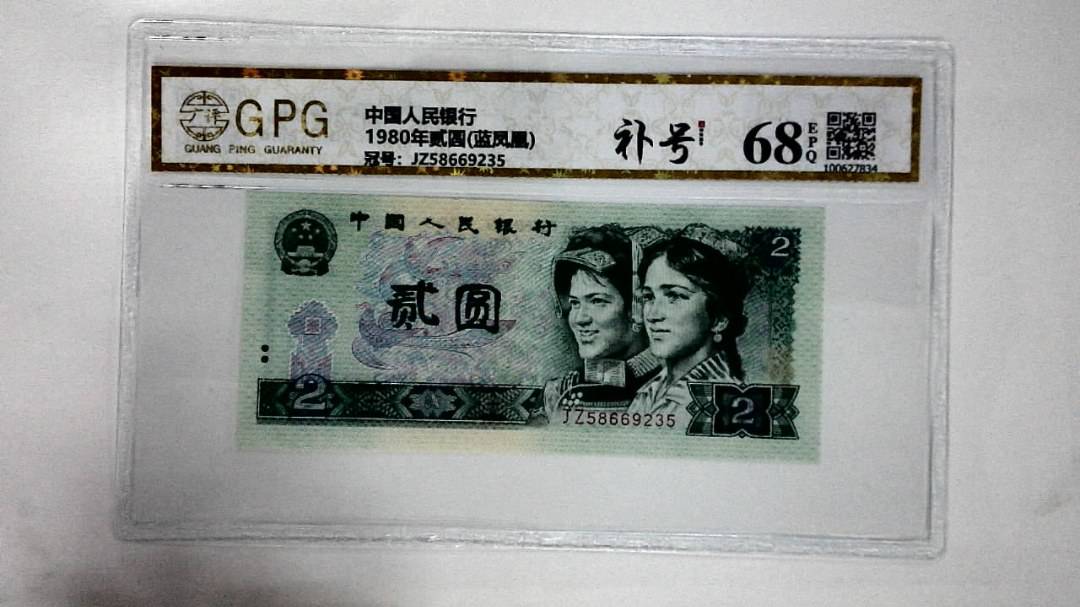 GPG
GUANG PING GUARANTY
中国人民银行
1980年贰圆(蓝凤凰)
冠号: JZ58669235
补号
68
EPQ
100627834
中国人民银行
2
贰圆
2
JZ58669235
2